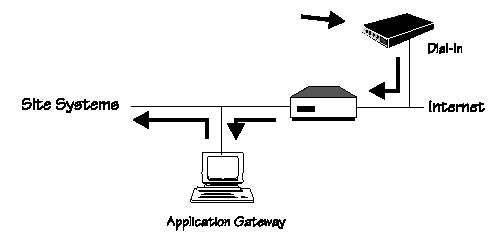 Dial-In
Site Systems
Internet
Application Gateway